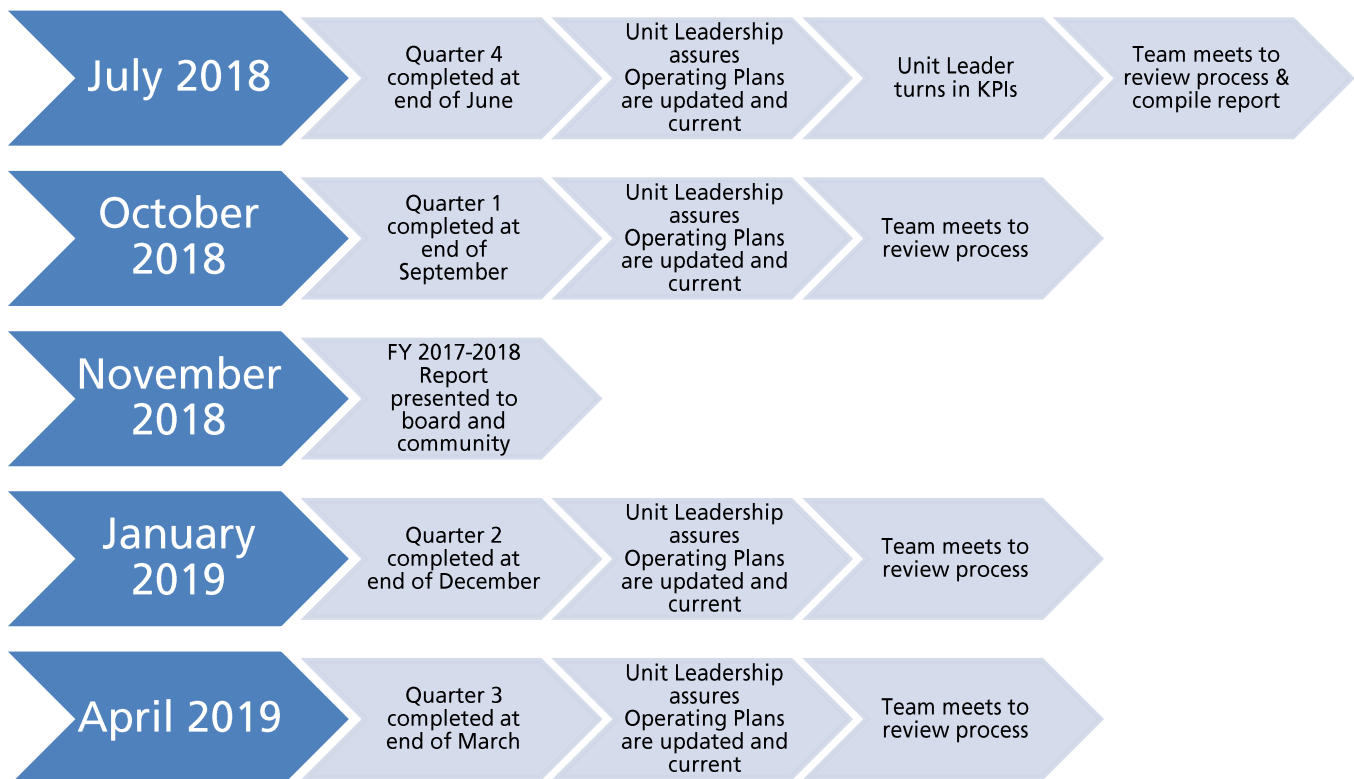 July 2018
Quarter 4
completed at
end of June
Unit Leadership
assures
Operating Plans
are updated and
current
Unit Leader
turns in KPIs
Team meets to
review process &
compile report
October
2018
Quarter 1
completed at
end of
September
Unit Leadership
assures
Operating Plans
are updated and
current
Team meets to
review process
November
2018
FY 2017-2018
Report
presented to
board and
community
January
2019
Quarter 2
completed at
end of December
Unit Leadership
assures
Operating Plans
are updated and
current
Team meets to
review process
April 2019
Quarter 3
completed at
end of March
Unit Leadership
assures
Operating Plans
are updated and
current
Team meets to
review process